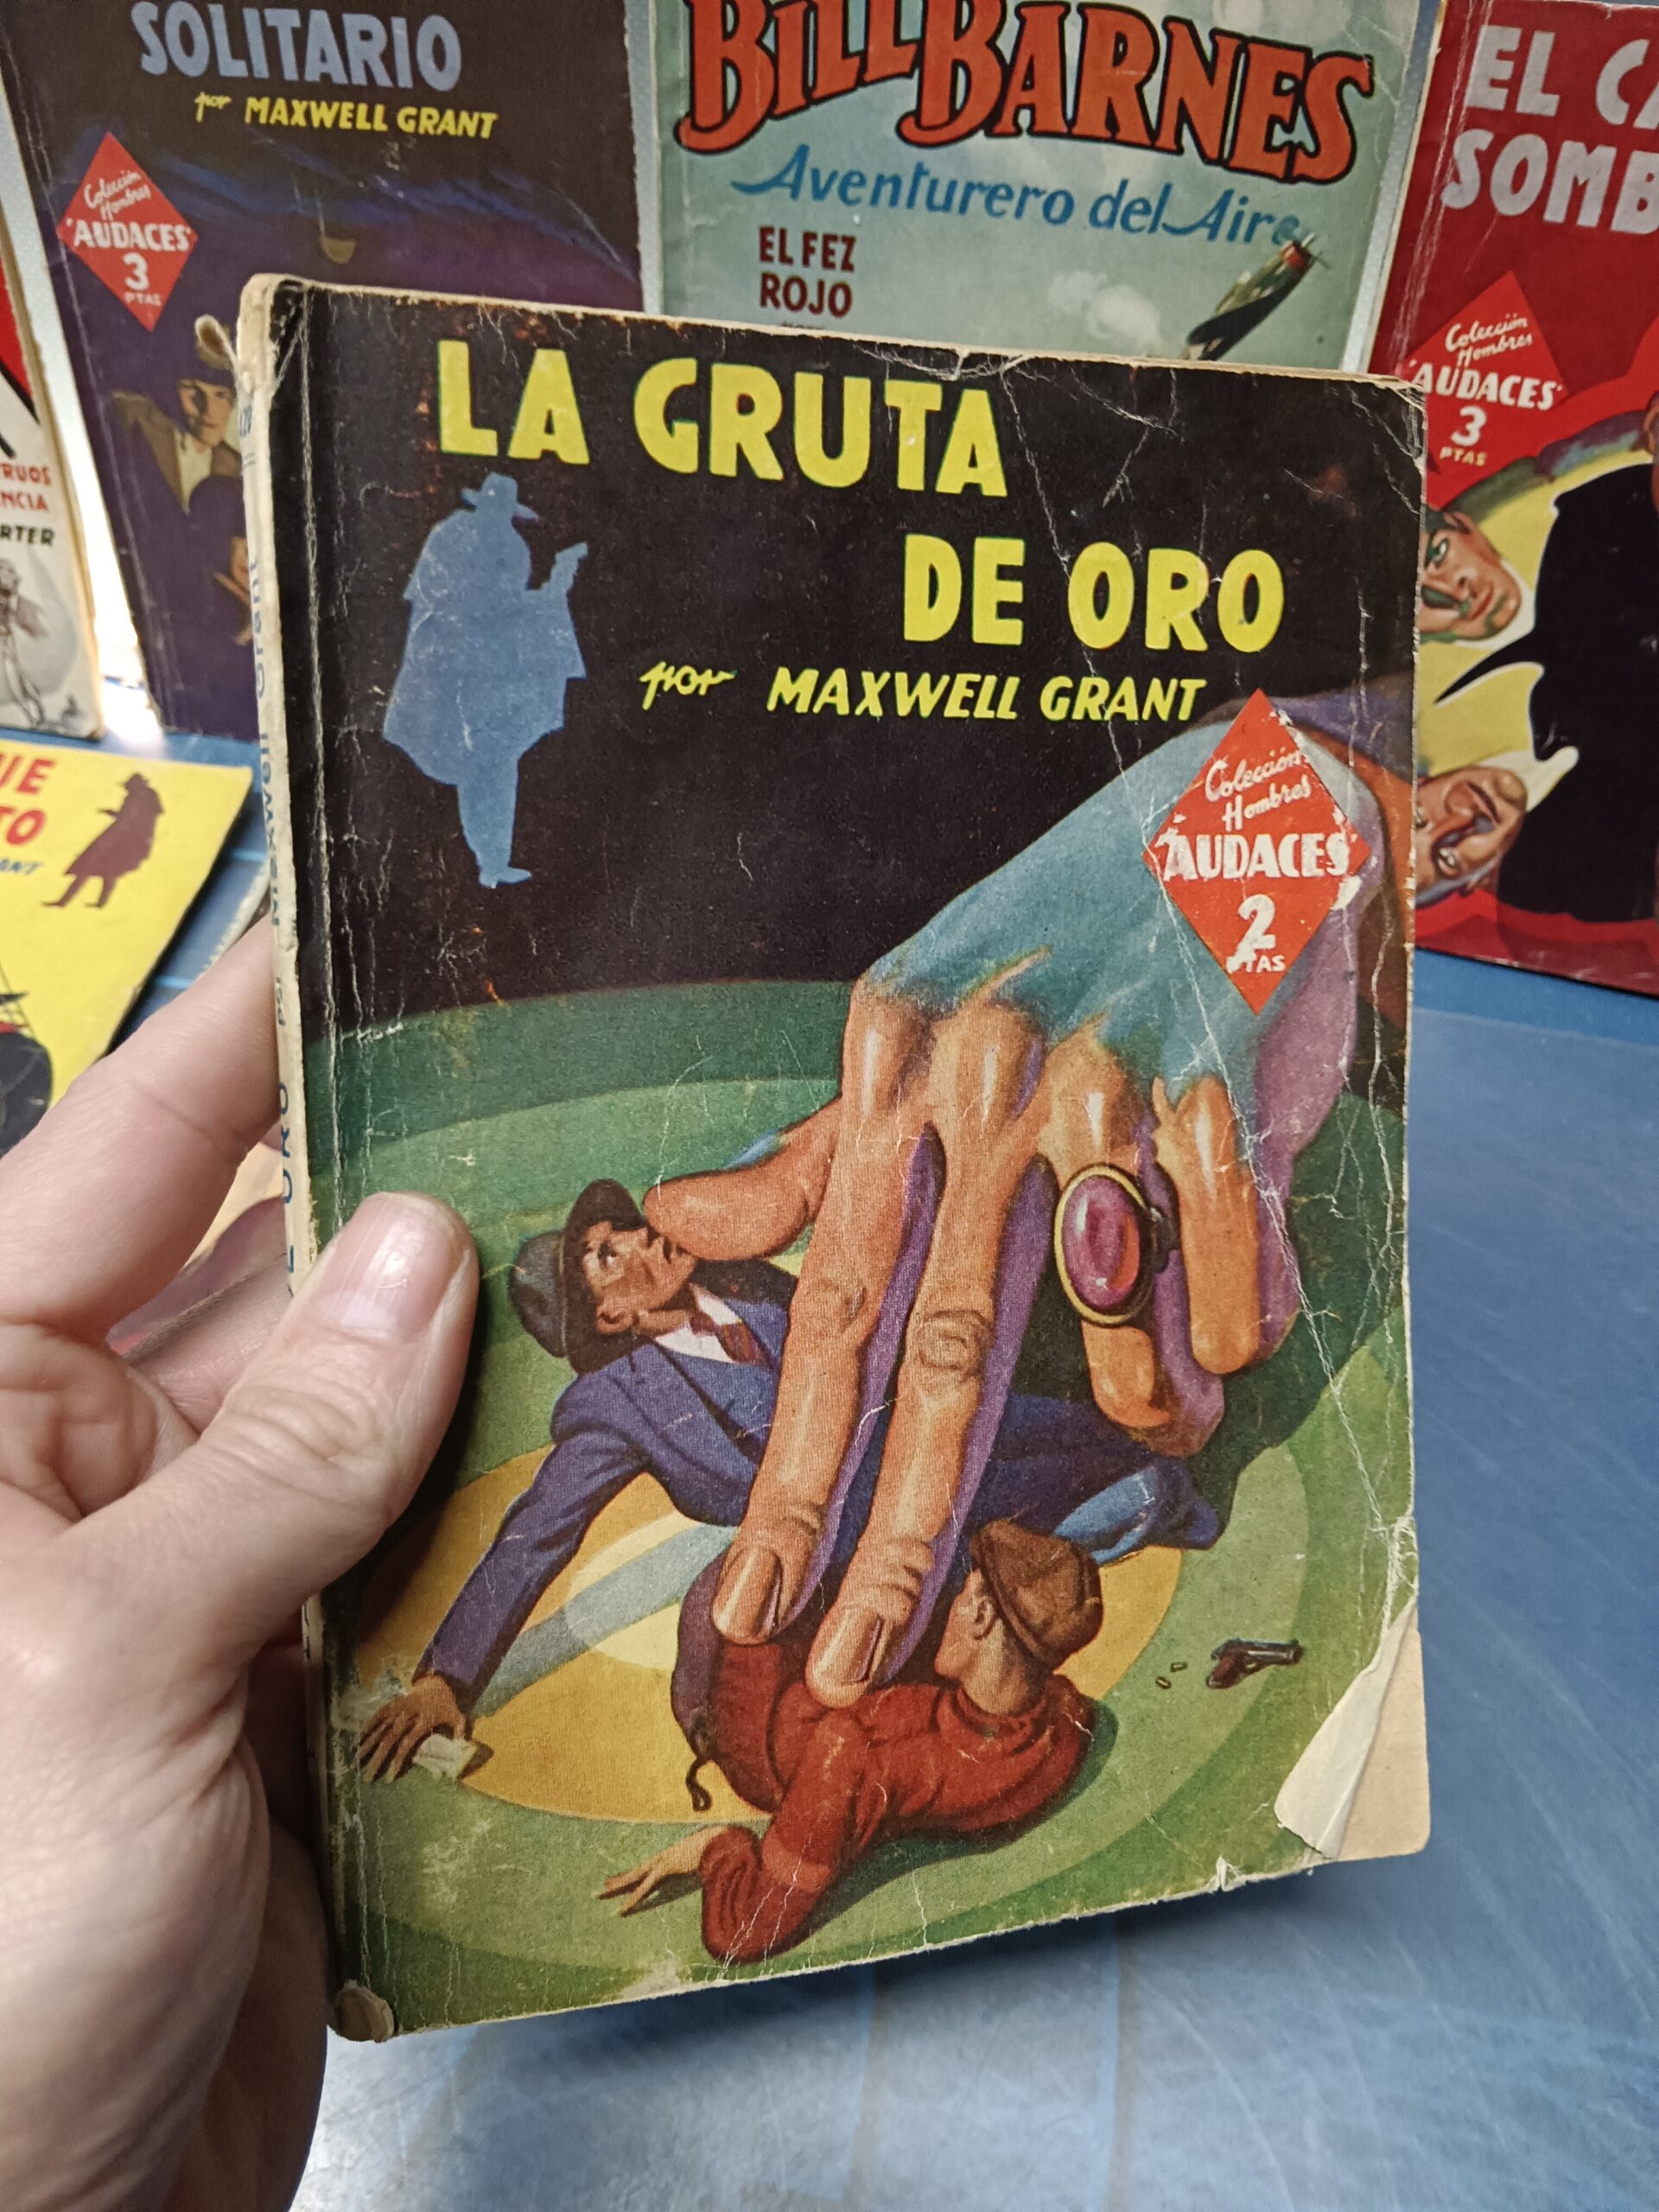 SOLITARIO
por MAXWELL GRANT
Colección
Hombres
"AUDACES"
3
PTAS
BILL BARNES
Aventurero del Aire
EL FEZ
ROJO
EL CA
SOMB
Colección
Hombres
"AUDACES"
3
PTAS
LA GRUTA
DE ORO
por MAXWELL GRANT
Colección
Hombres
"AUDACES"
2
PTAS